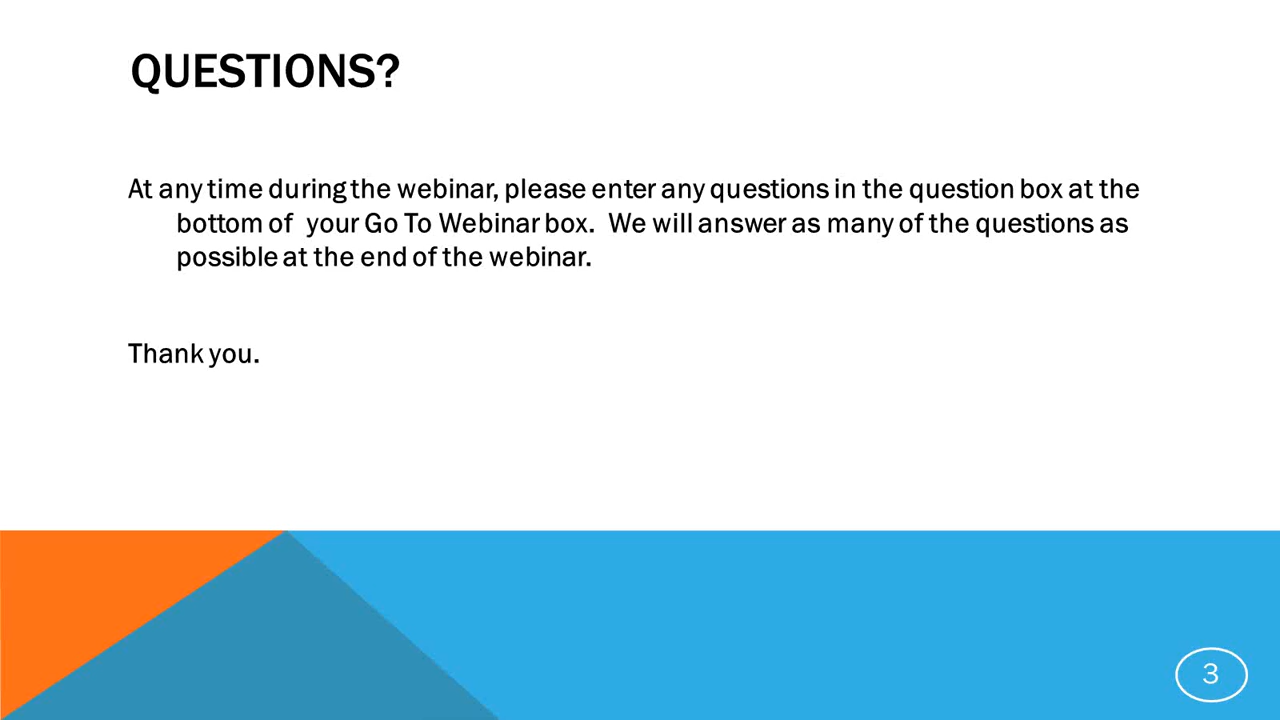 QUESTIONS?
At any time during the webinar, please enter any questions in the question box at the
bottom of  your Go To Webinar box.  We will answer as many of the questions as
possible at the end of the webinar.
Thank you.
3